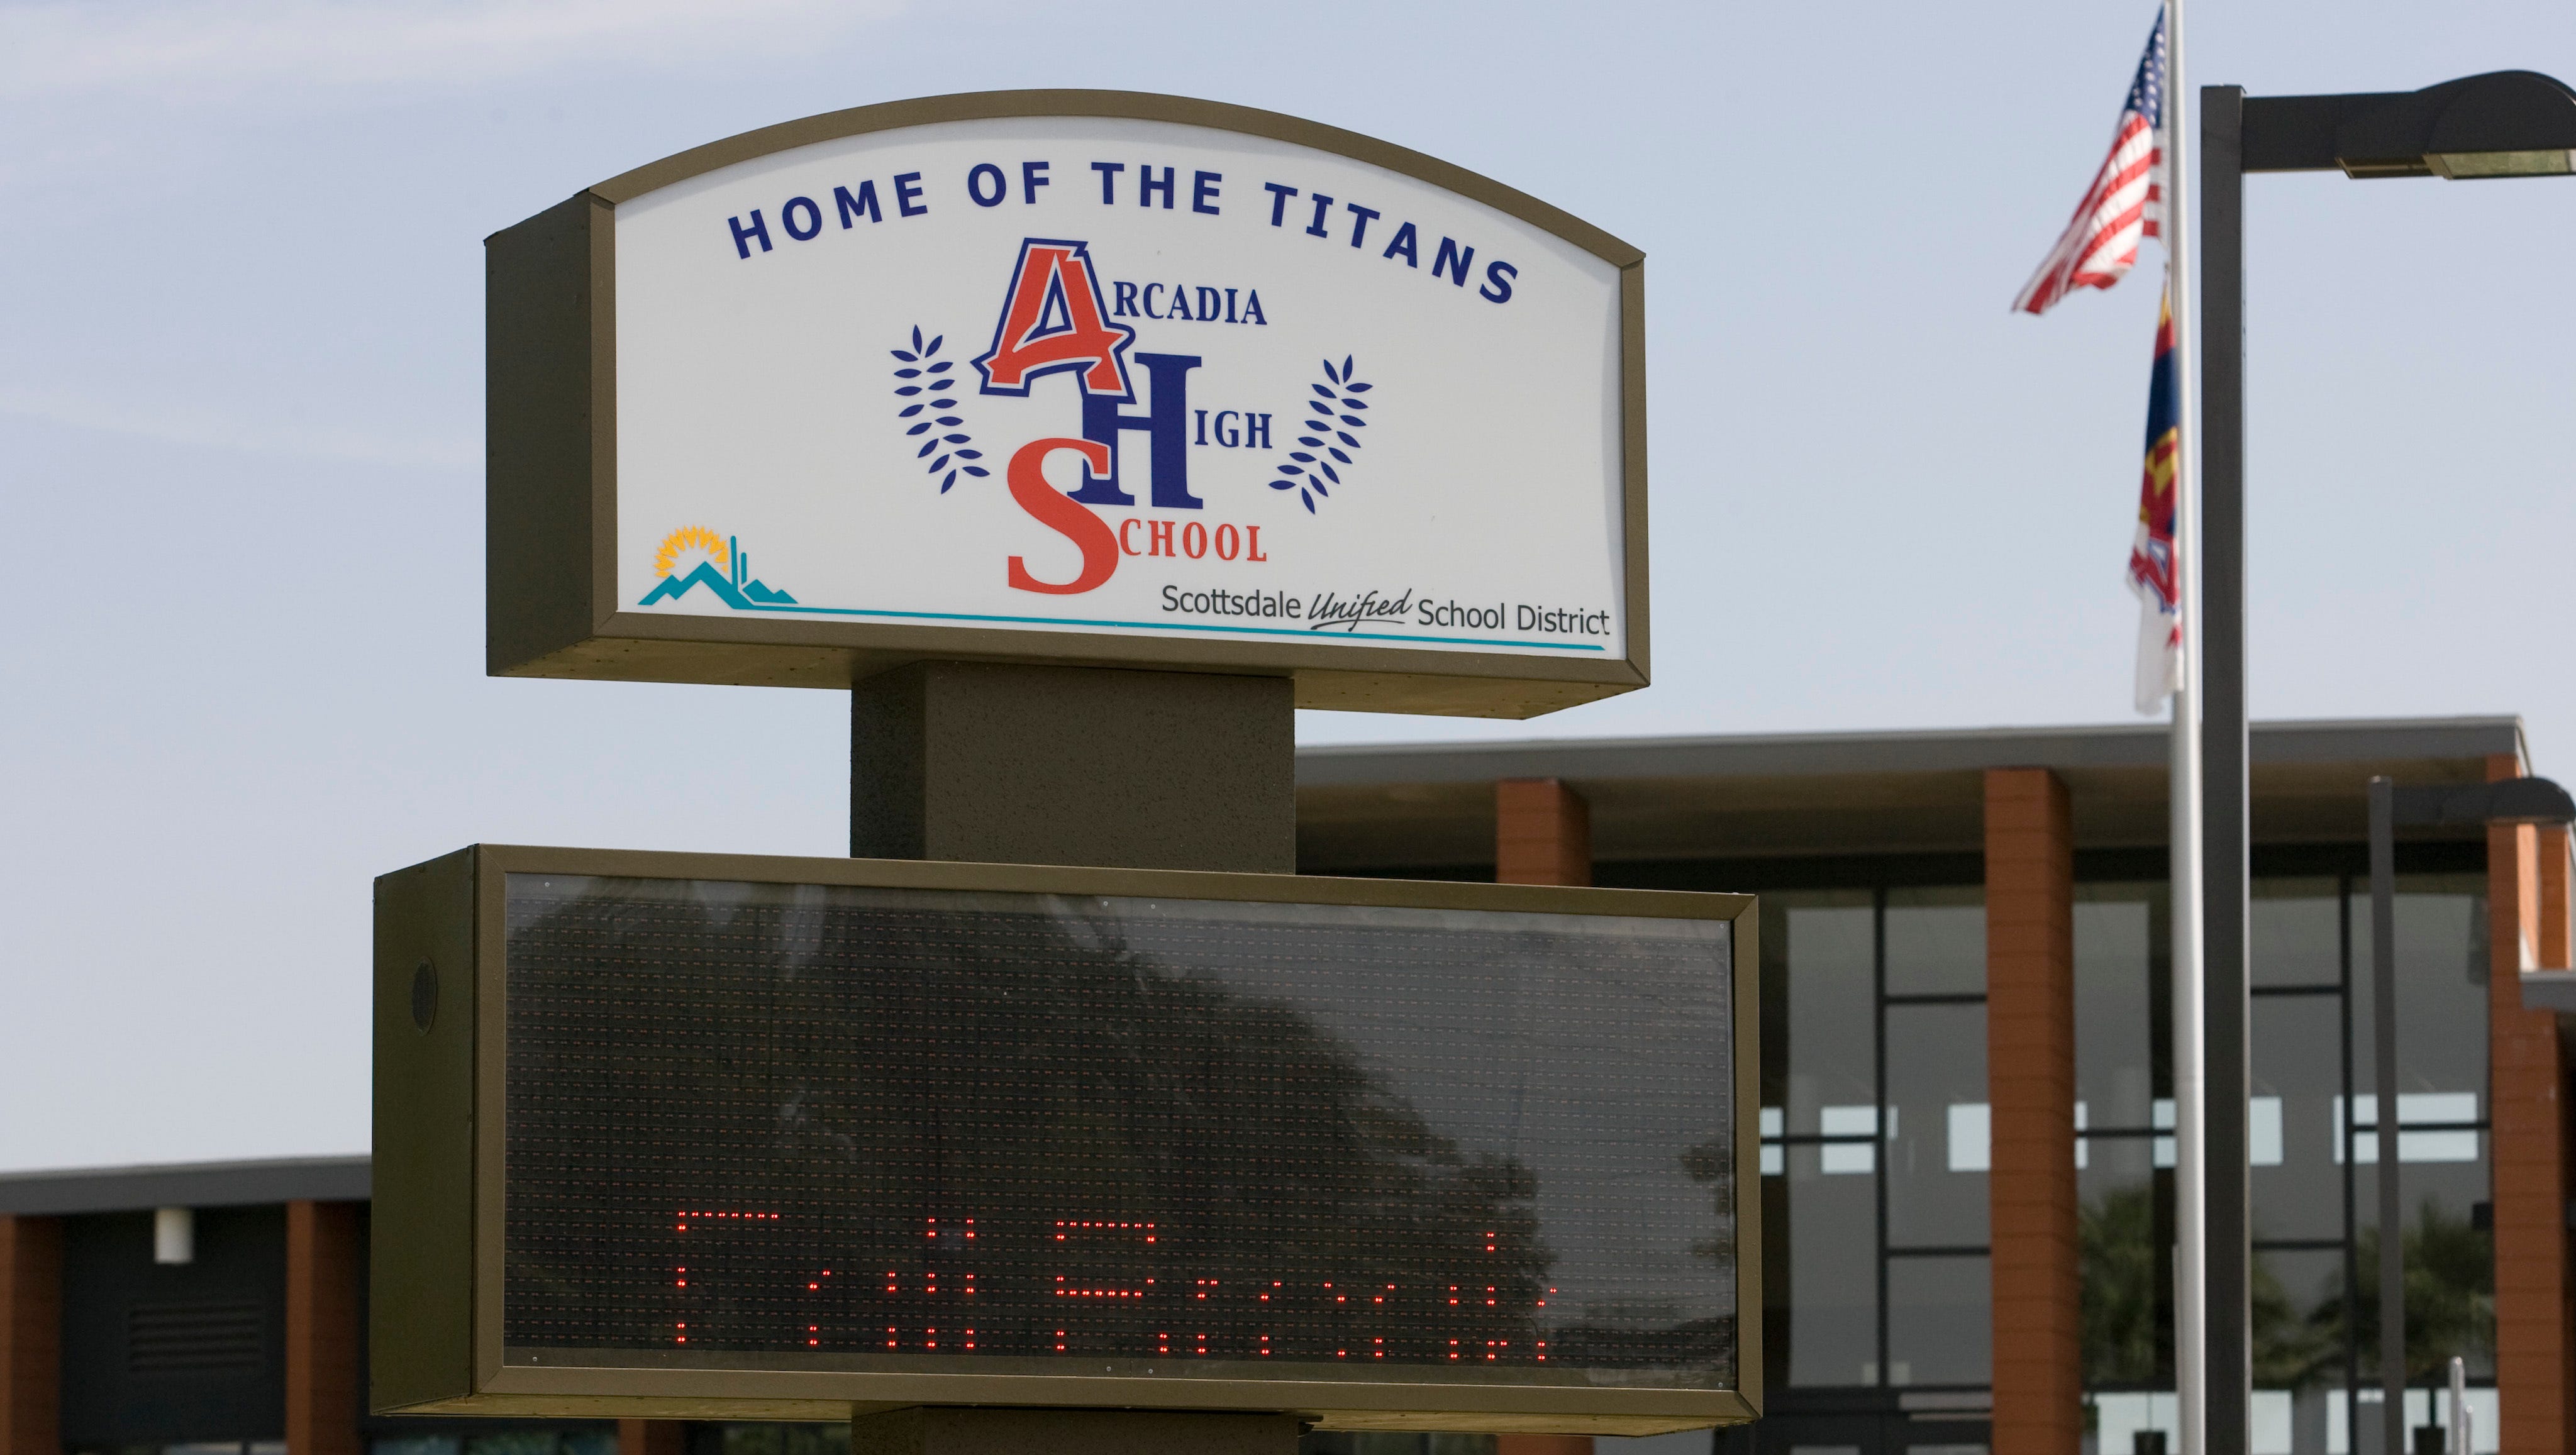 HOME OF THE TITANS
ARCADIA
HIGH
SCHOOL
Scottsdale Unified School District